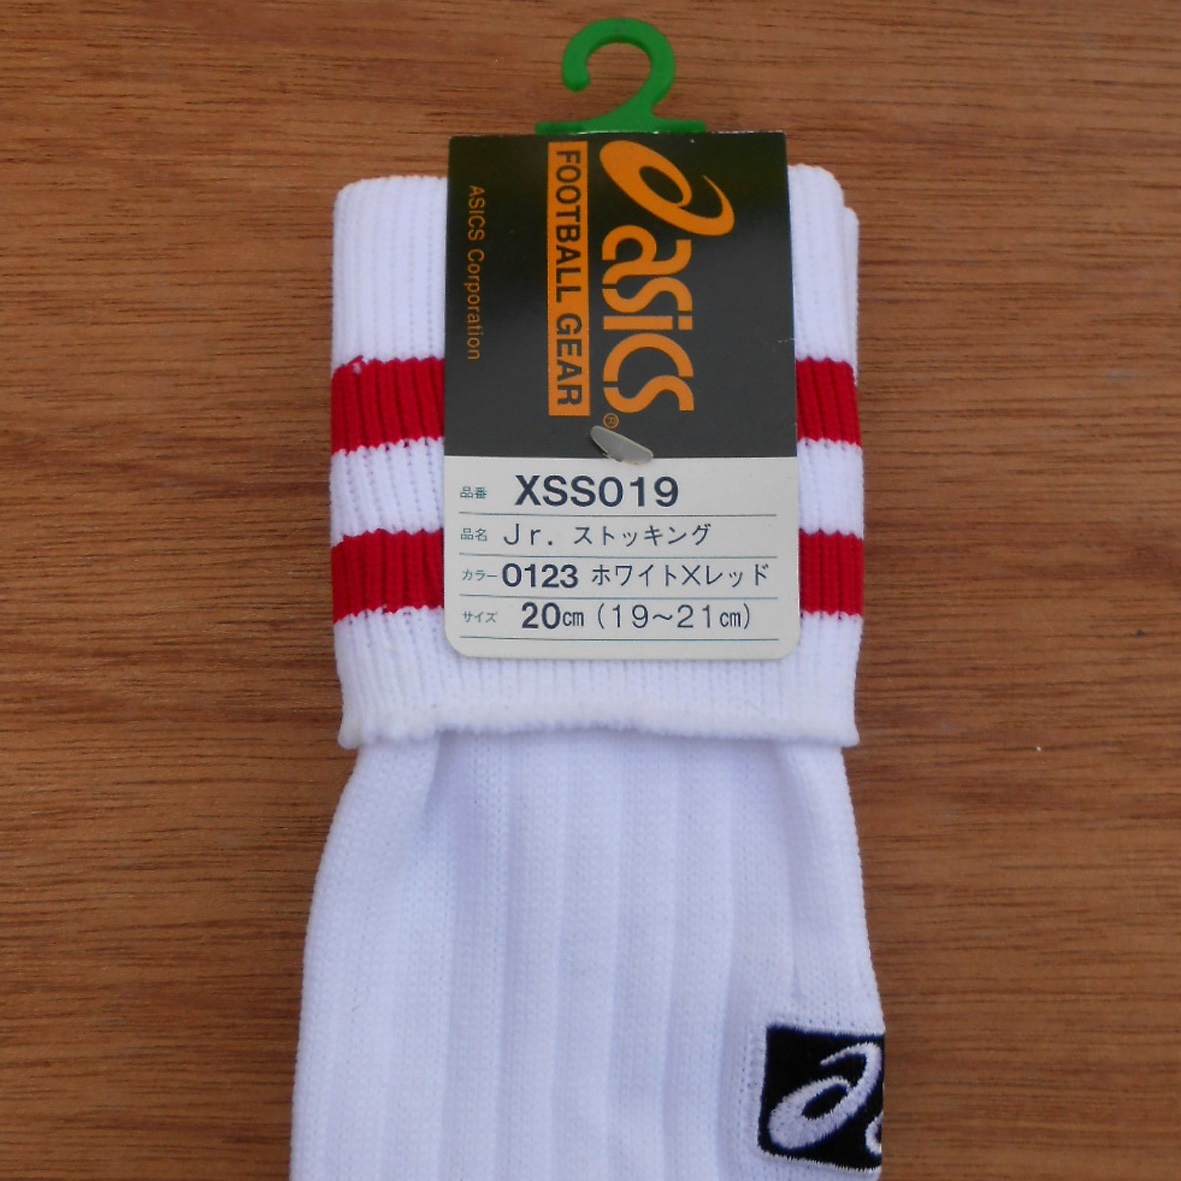 asics®
FOOTBALL GEAR
ASICS Corporation
品番 XSS019
品名 Jr. ストッキング
カラー 0123 ホワイト×レッド
サイズ 20cm (19～21cm)